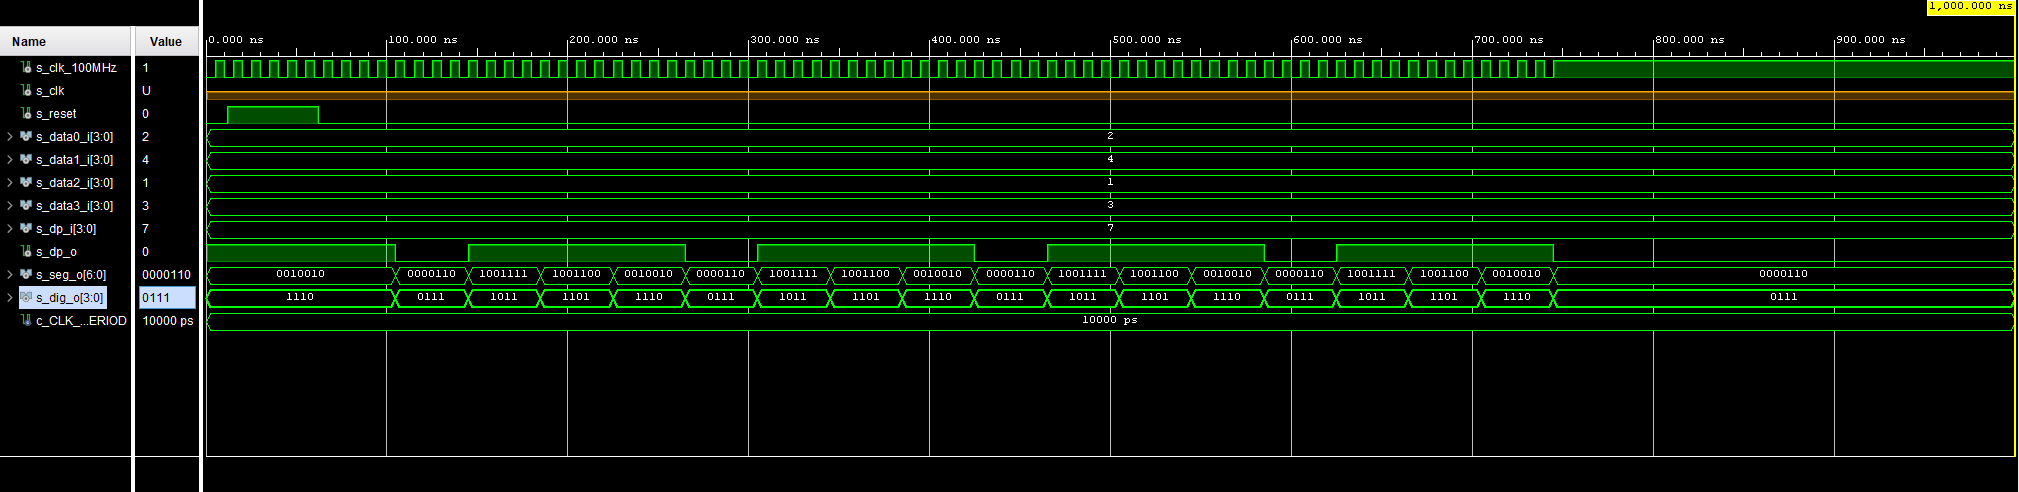 1,000.000 ns
Name Value 0.000 ns 100.000 ns 200.000 ns 300.000 ns 400.000 ns 500.000 ns 600.000 ns 700.000 ns 800.000 ns 900.000 ns
s_clk_100MHz 1
s_clk U
s_reset 0
s_data0_i[3:0] 2 2
s_data1_i[3:0] 4 4
s_data2_i[3:0] 1 1
s_data3_i[3:0] 3 3
s_dp_i[3:0] 7 7
s_dp_o 0
s_seg_o[6:0] 0000110 0010010 0000110 1001111 1001100 0010010 0000110 1001111 1001100 0010010 0000110 1001111 1001100 0010010 0000110 1001111 1001100 0010010 0000110
s_dig_o[3:0] 0111 1110 0111 1011 1101 1110 0111 1011 1101 1110 0111 1011 1101 1110 0111 1011 1101 1110 0111
c_CLK_...ERIOD 10000 ps 10000 ps